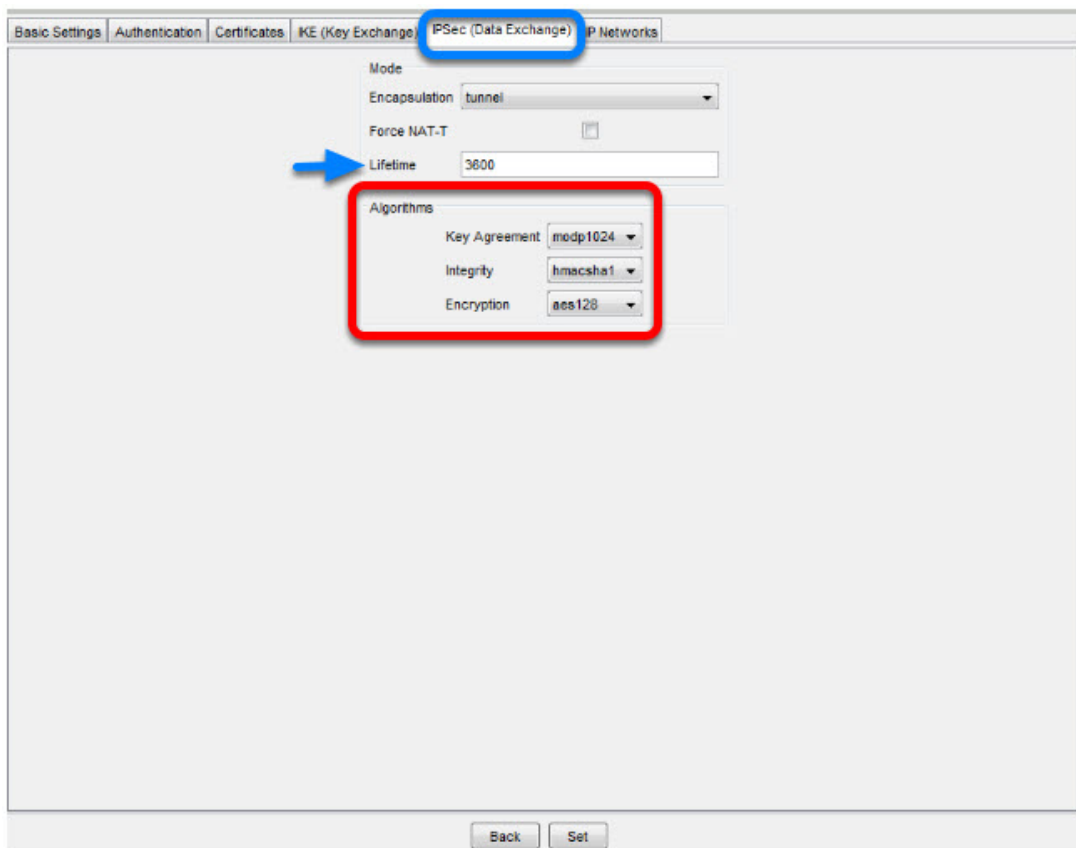 Basic Settings Authentication Certificates IKE (Key Exchange) IPSec (Data Exchange) IP Networks
Mode
Encapsulation tunnel
Force NAT-T
Lifetime 3600
Algorithms
Key Agreement modp1024
Integrity hmacsha1
Encryption aes128
Back Set